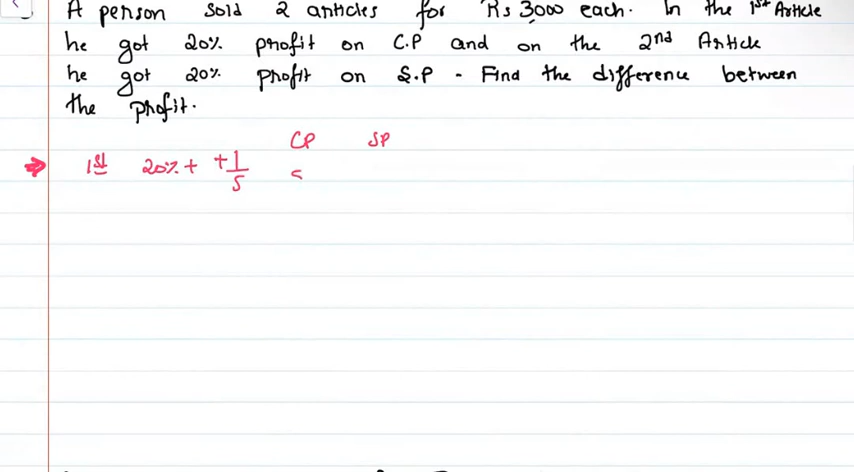 A person sold 2 articles for Rs 3000 each. In the 1st Article
he got 20% profit on C.P and on the 2nd Article
he got 20% Profit on S.P - Find the difference between
the profit.
CP SP
1st 20% + +1/5 5